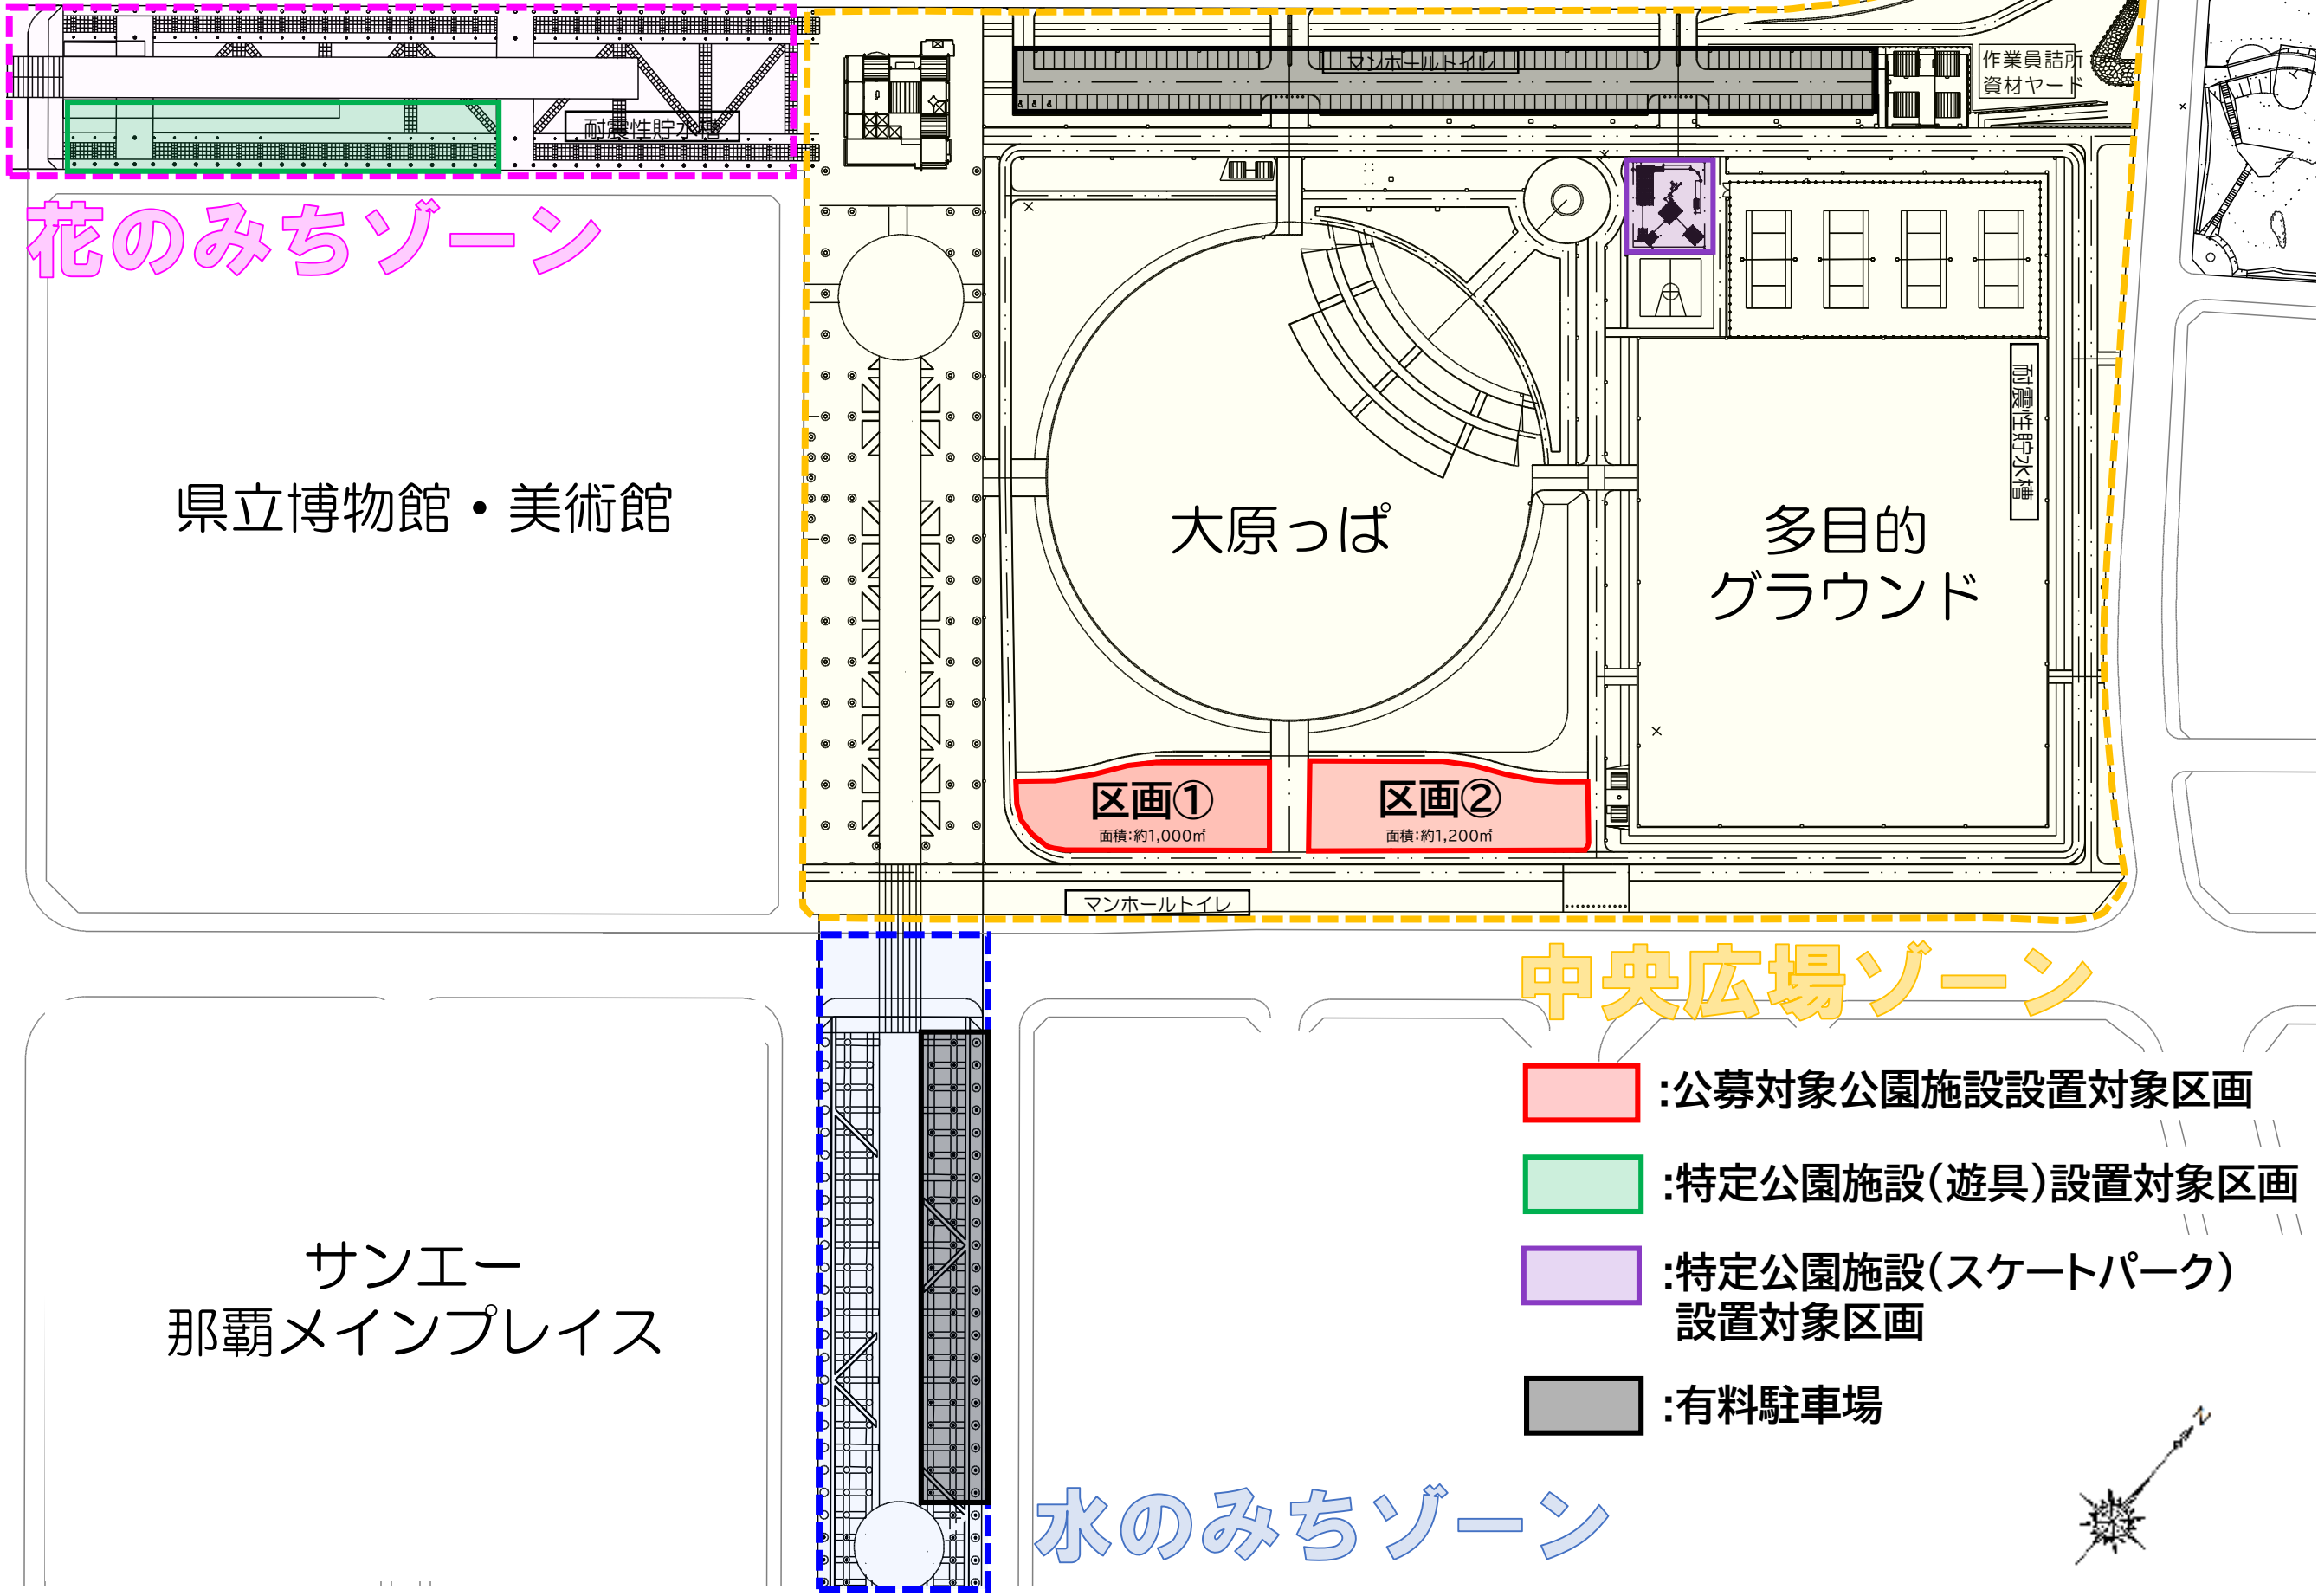 マンホールトイレ
作業員詰所
資材ヤード
耐震性貯水槽
花のみちゾーン
耐震性貯水槽
県立博物館・美術館
大原っぱ
多目的
グラウンド
区画①
面積:約1,000㎡
区画②
面積:約1,200㎡
マンホールトイレ
中央広場ゾーン
:公募対象公園施設設置対象区画
:特定公園施設(遊具)設置対象区画
:特定公園施設(スケートパーク)
設置対象区画
:有料駐車場
サンエー
那覇メインプレイス
水のみちゾーン
N